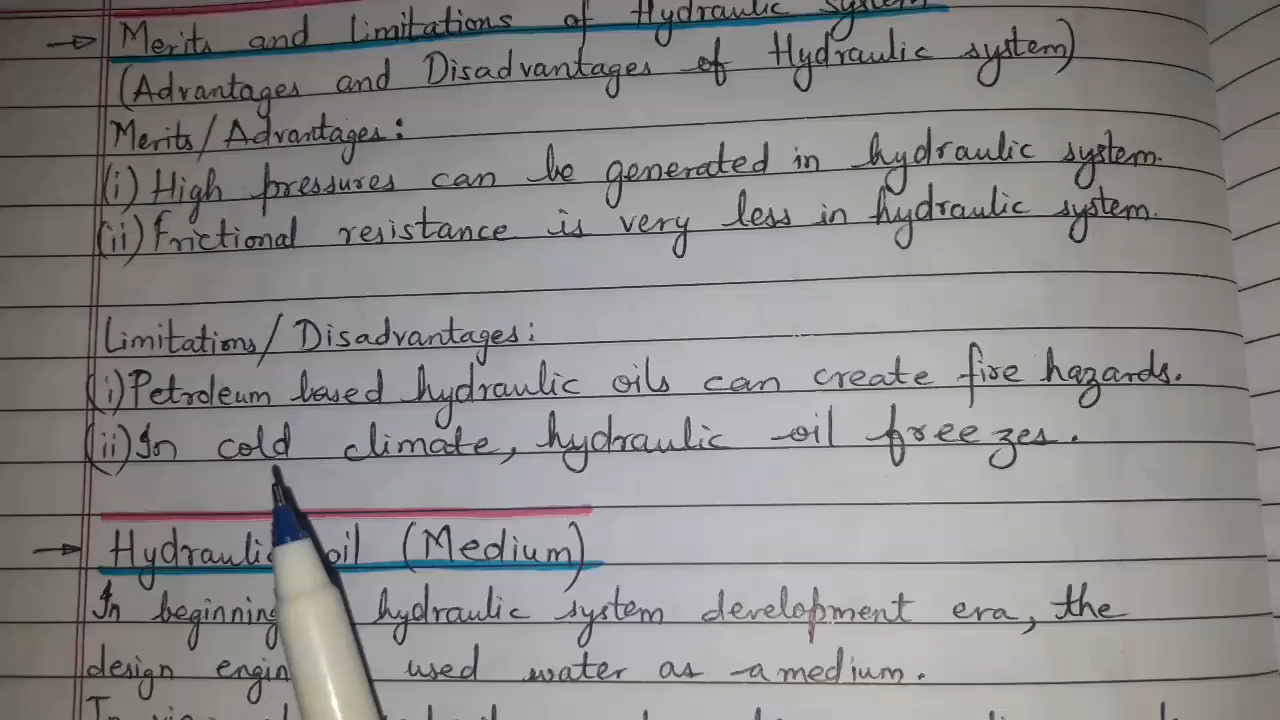 → Merits and limitations of Hydraulic system
(Advantages and Disadvantages of Hydraulic system)
Merits/Advantages:
(i) High pressures can be generated in hydraulic system.
(ii) Frictional resistance is very less in hydraulic system.
Limitations/Disadvantages:
(i) Petroleum based hydraulic oils can create fire hazards.
(ii) In cold climate, hydraulic oil freezes.
→ Hydraulic oil (Medium)
In beginning hydraulic system development era, the
design engin used water as a medium.